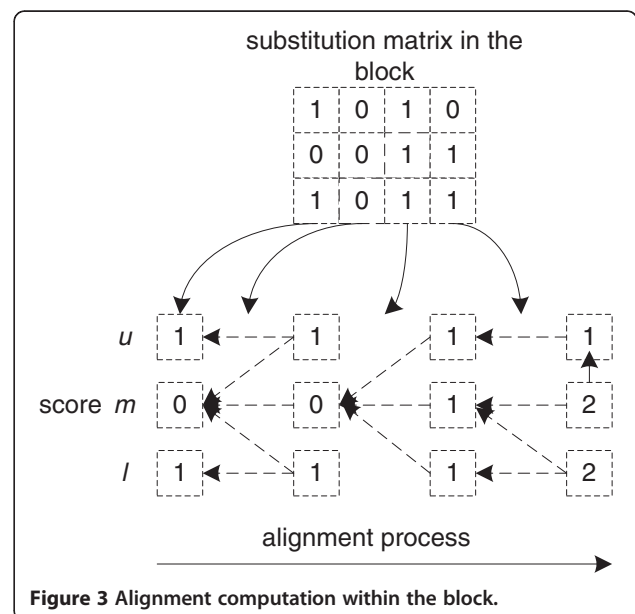 substitution matrix in the
block
1 0 1 0
0 0 1 1
1 0 1 1
u 1 1 1 1
score m 0 0 1 2
l 1 1 1 2
alignment process
Figure 3 Alignment computation within the block.